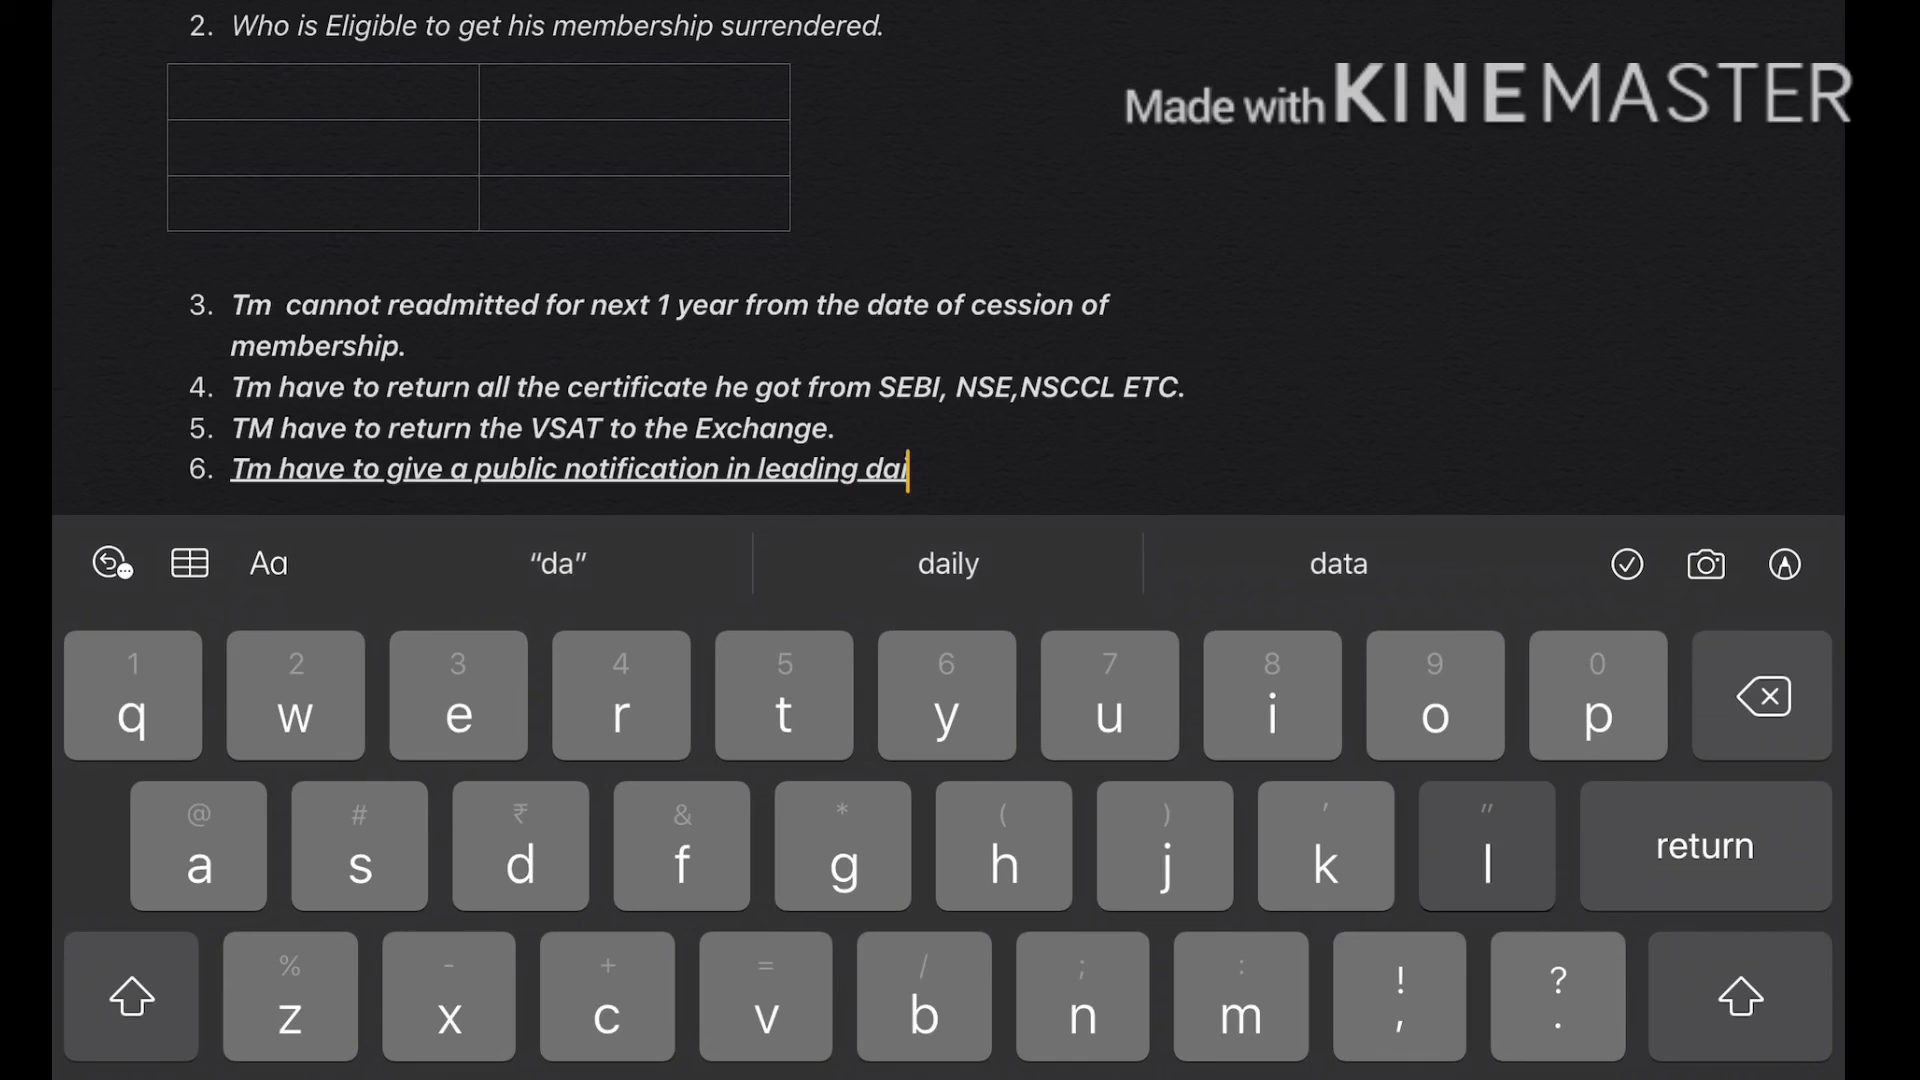 2. Who is Eligible to get his membership surrendered.
Made with KINEMASTER
3. Tm cannot readmitted for next 1 year from the date of cession of
membership.
4. Tm have to return all the certificate he got from SEBI, NSE,NSCCL ETC.
5. TM have to return the VSAT to the Exchange.
6. Tm have to give a public notification in leading dai
Aa “da” daily data
1 2 3 4 5 6 7 8 9 0
q w e r t y u i o p
@ # ₹ & * ( ) ' "
a s d f g h j k l return
% - + = / ; : ! ?
z x c v b n m , .